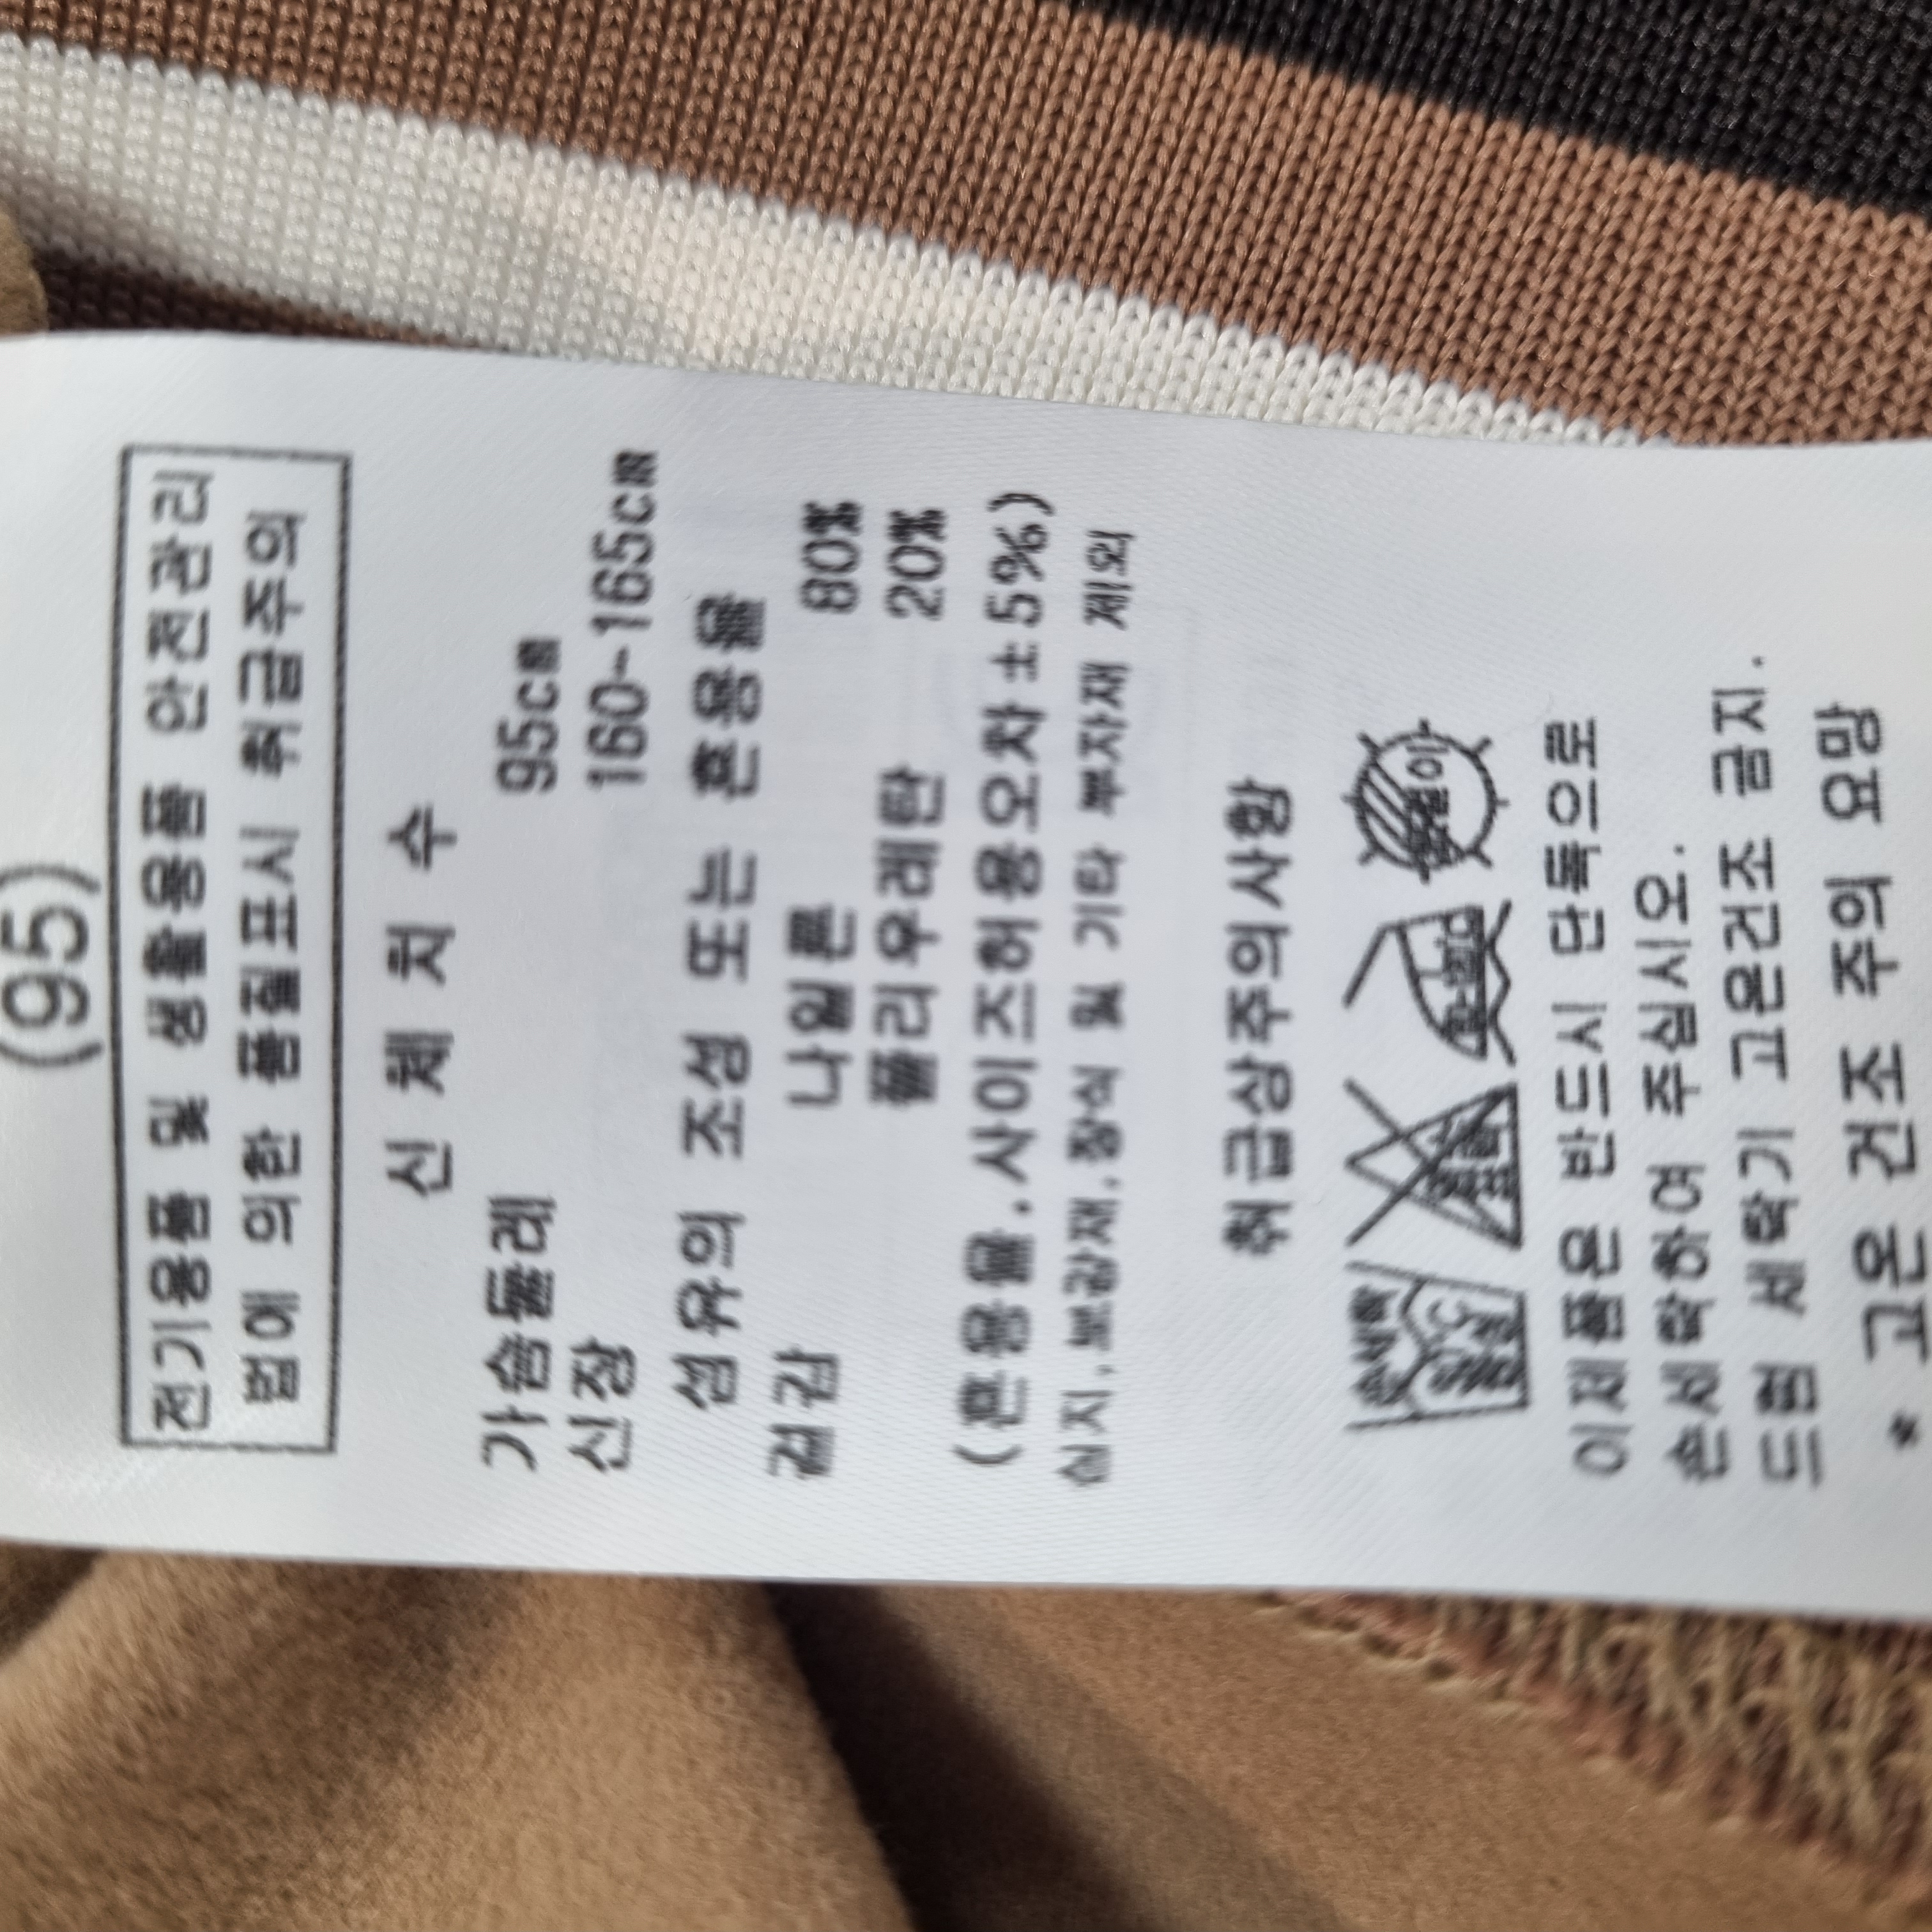 (95)
전기용품 및 생활용품 안전관리
법에 의한 품질표시 취급주의
신 체 치 수
가슴둘레 95cm
신장 160~165cm
섬유의 조성 또는 혼용율
겉감 나일론 80%
폴리우레탄 20%
(혼용율.사이즈허용오차±5%)
심지.보강재.장식 및 기타 부자재 제외
취급상주의사항
손세탁
이제품은 반드시 단독으로
손세탁하여 주십시오.
드럼 세탁기 고온건조 금지.
* 고온 건조 주의 요망